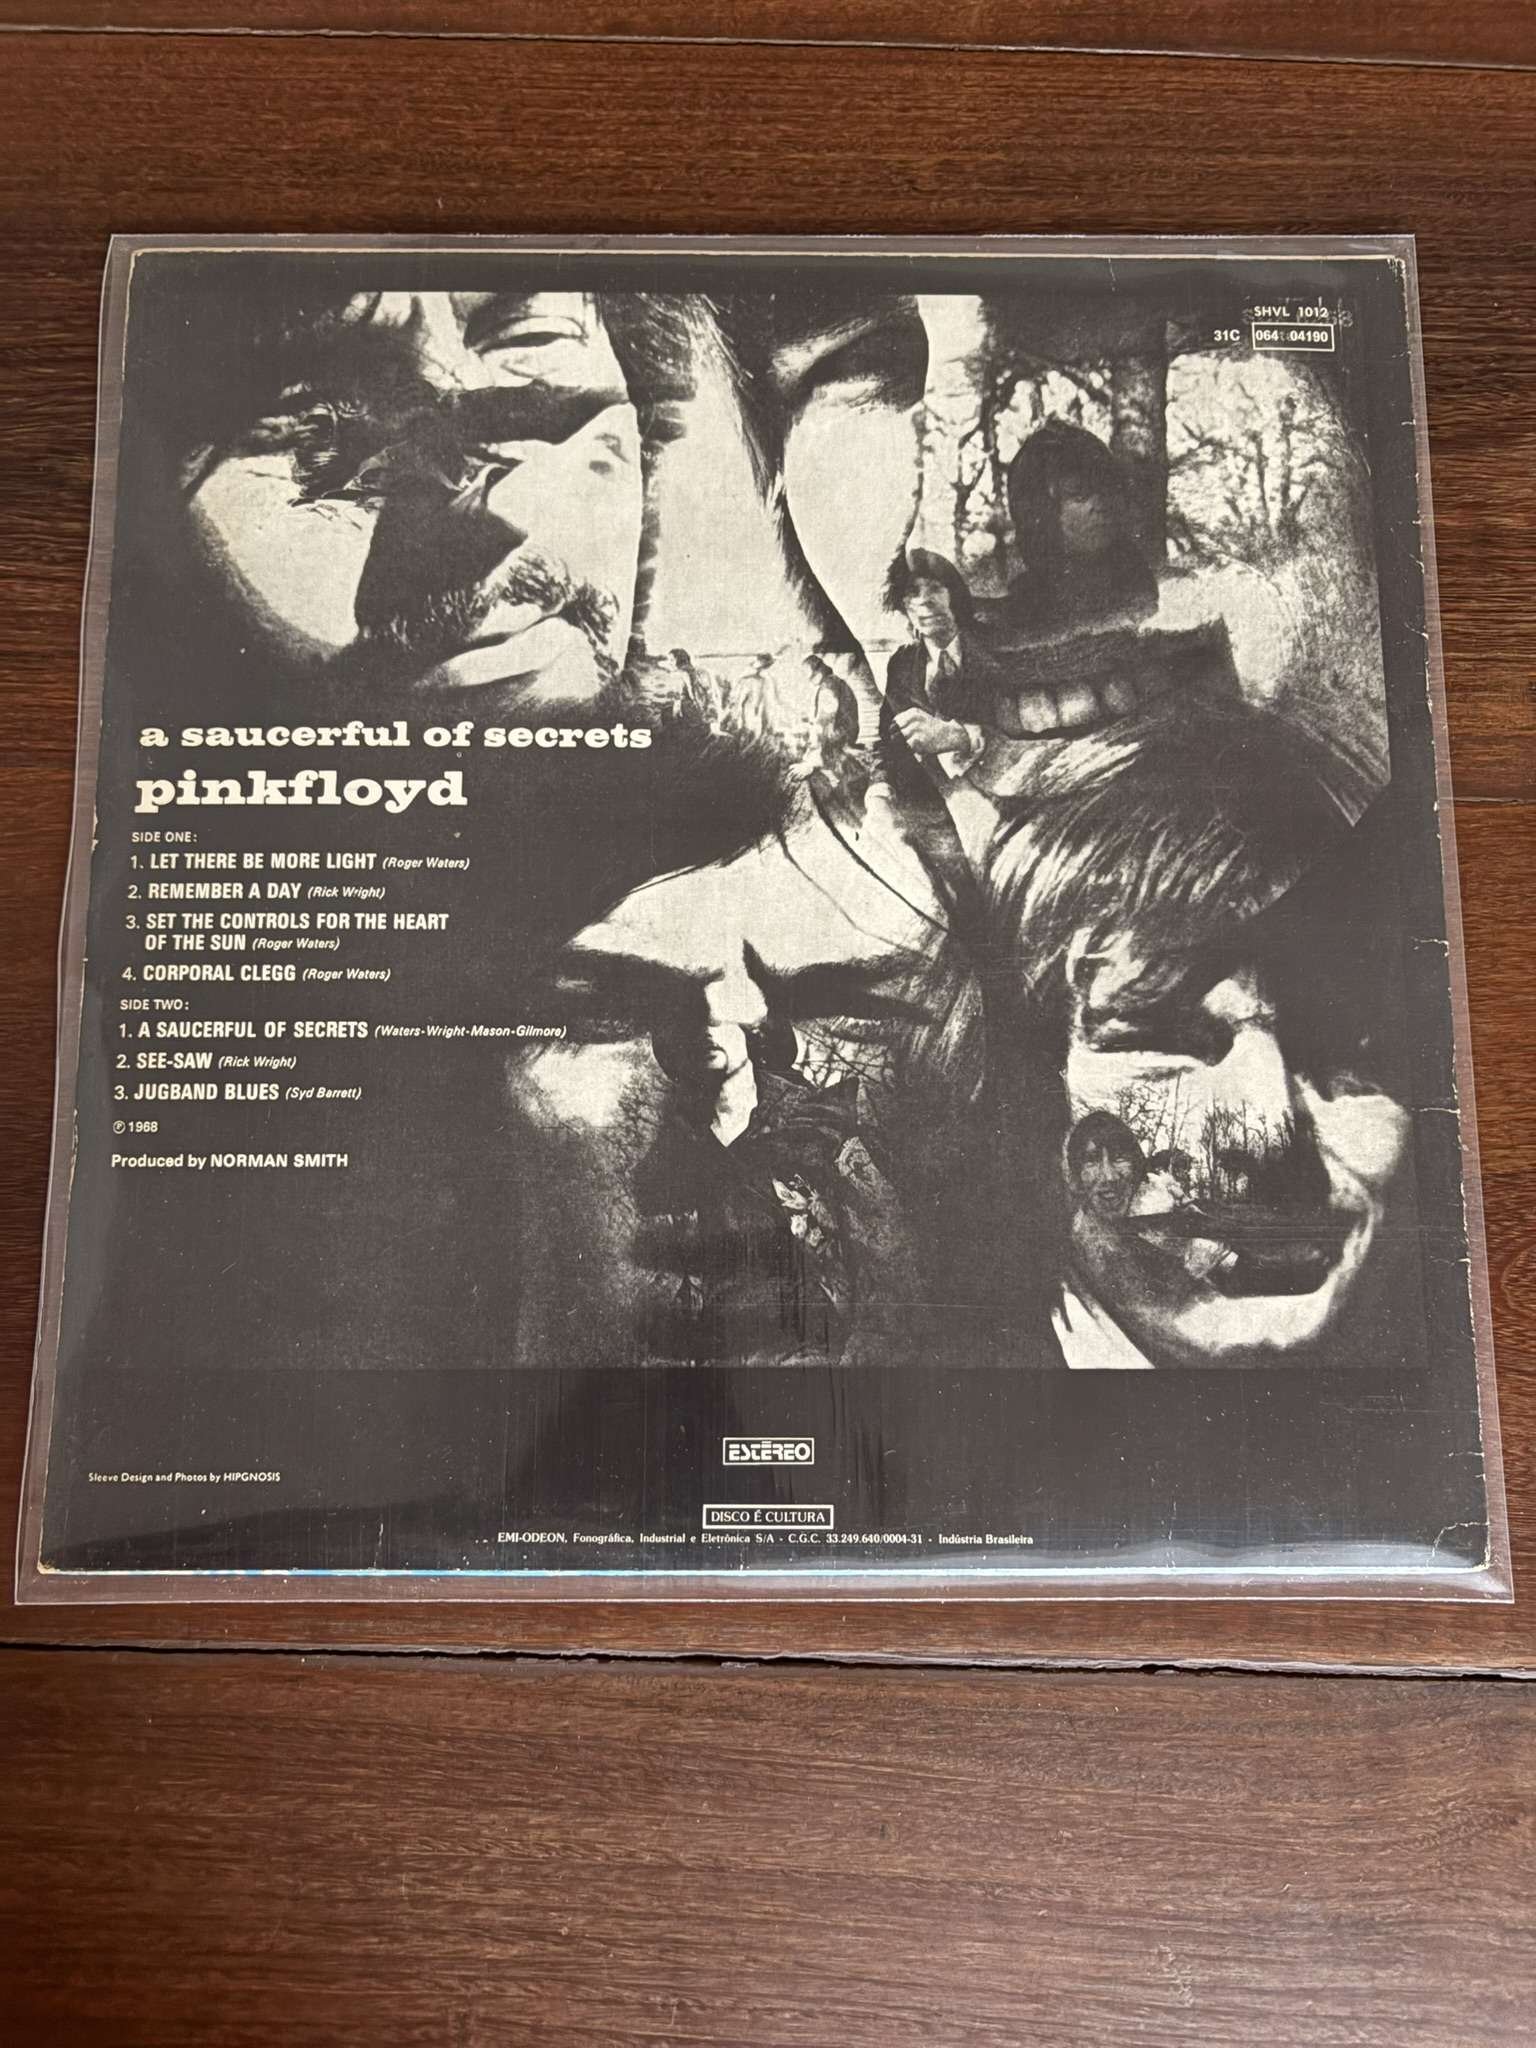 SHVL 1012
31C 064 04190
a saucerful of secrets
pinkfloyd
SIDE ONE:
1. LET THERE BE MORE LIGHT (Roger Waters)
2. REMEMBER A DAY (Rick Wright)
3. SET THE CONTROLS FOR THE HEART
OF THE SUN (Roger Waters)
4. CORPORAL CLEGG (Roger Waters)
SIDE TWO:
1. A SAUCERFUL OF SECRETS (Waters-Wright-Mason-Gilmore)
2. SEE-SAW (Rick Wright)
3. JUGBAND BLUES (Syd Barrett)
℗ 1968
Produced by NORMAN SMITH
ESTÉREO
Sleeve Design and Photos by HIPGNOSIS
DISCO É CULTURA
EMI-ODEON, Fonográfica, Industrial e Eletrônica S/A - C.G.C. 33.249.640/0004-31 - Indústria Brasileira